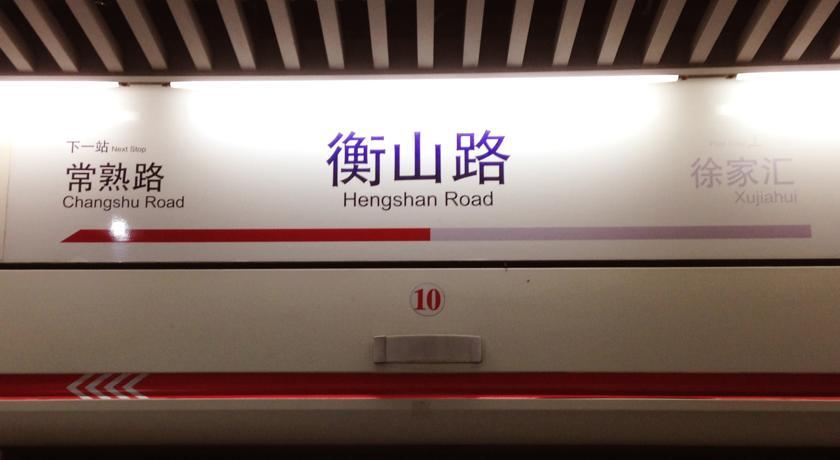 下一站 Next Stop
常熟路
Changshu Road
衡山路
Hengshan Road
徐家汇
Xujiahui
10